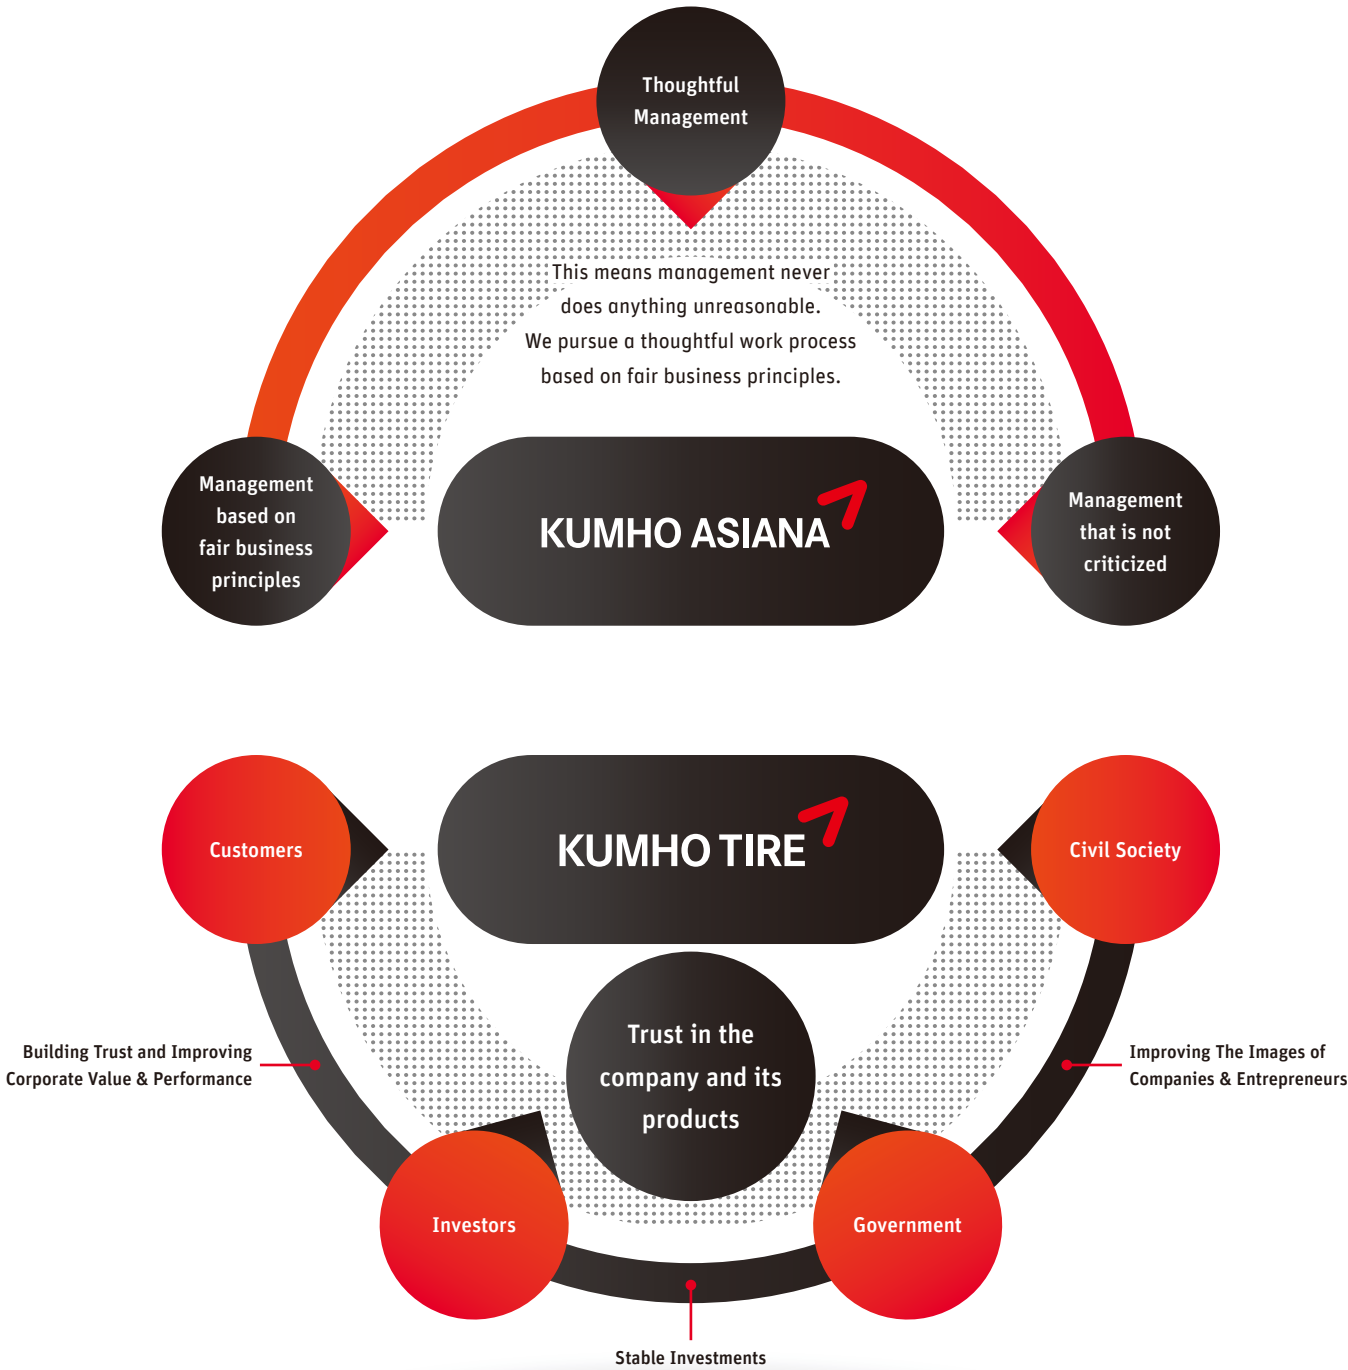 Thoughtful
Management
This means management never
does anything unreasonable.
We pursue a thoughtful work process
based on fair business principles.
Management
based on
fair business
principles
KUMHO ASIANA
Management
that is not
criticized
Customers
KUMHO TIRE
Civil Society
Trust in the
company and its
products
Building Trust and Improving
Corporate Value & Performance
Improving The Images of
Companies & Entrepreneurs
Investors
Government
Stable Investments